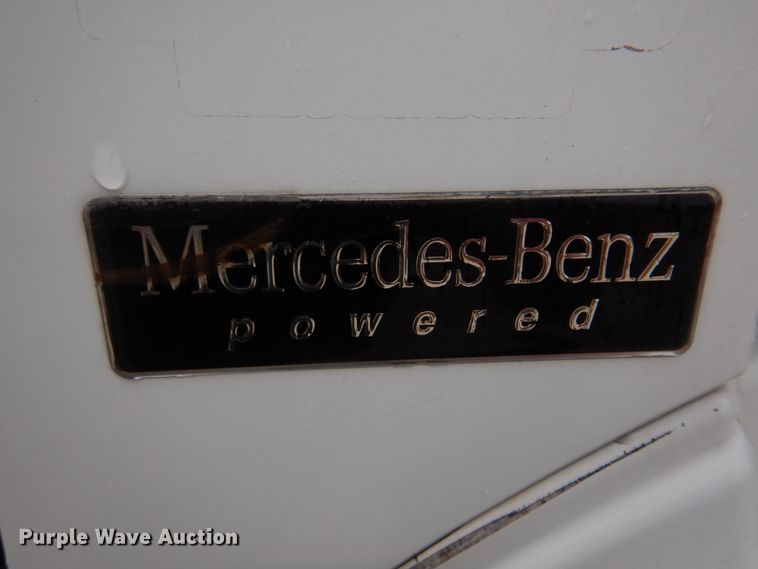 Mercedes-Benz
powered
Purple Wave Auction